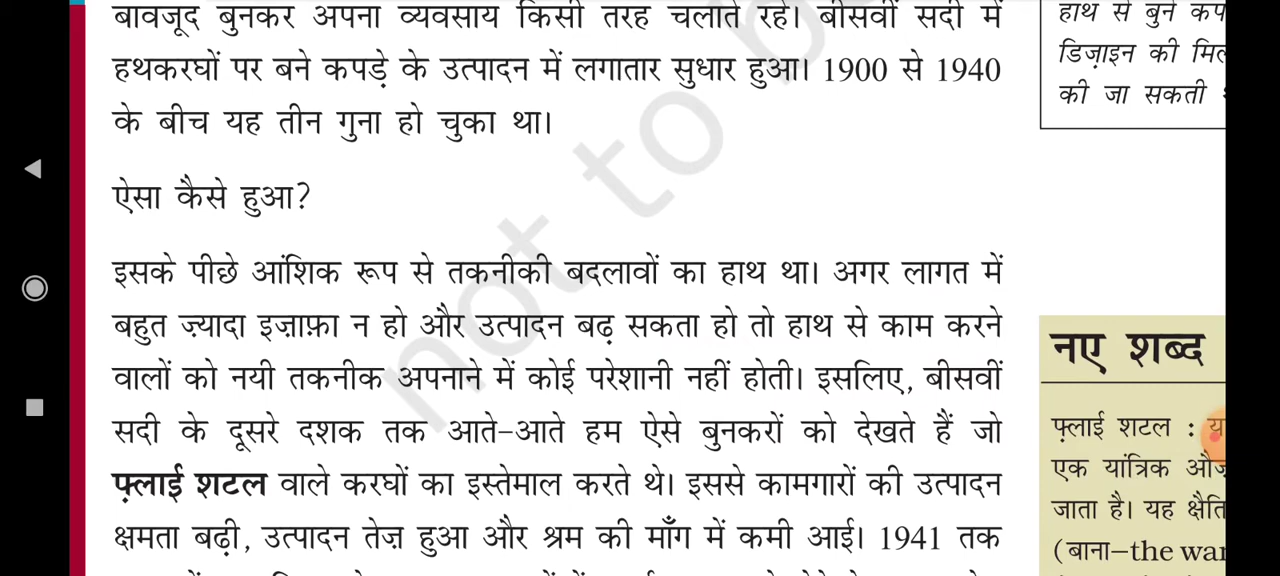 बावजूद बुनकर अपना व्यवसाय किसी तरह चलाते रहे। बीसवीं सदी में
हथकरघों पर बने कपड़े के उत्पादन में लगातार सुधार हुआ। 1900 से 1940
के बीच यह तीन गुना हो चुका था।
ऐसा कैसे हुआ?
इसके पीछे आंशिक रूप से तकनीकी बदलावों का हाथ था। अगर लागत में
बहुत ज़्यादा इज़ाफ़ा न हो और उत्पादन बढ़ सकता हो तो हाथ से काम करने
वालों को नयी तकनीक अपनाने में कोई परेशानी नहीं होती। इसलिए, बीसवीं
सदी के दूसरे दशक तक आते-आते हम ऐसे बुनकरों को देखते हैं जो
फ़्लाई शटल वाले करघों का इस्तेमाल करते थे। इससे कामगारों की उत्पादन
क्षमता बढ़ी, उत्पादन तेज़ हुआ और श्रम की माँग में कमी आई। 1941 तक
हाथ से बुने
डिज़ाइन की
की जा सकती
नए शब्द
फ़्लाई शटल :
एक यांत्रिक
जाता है। यह
(बाना–the
not to